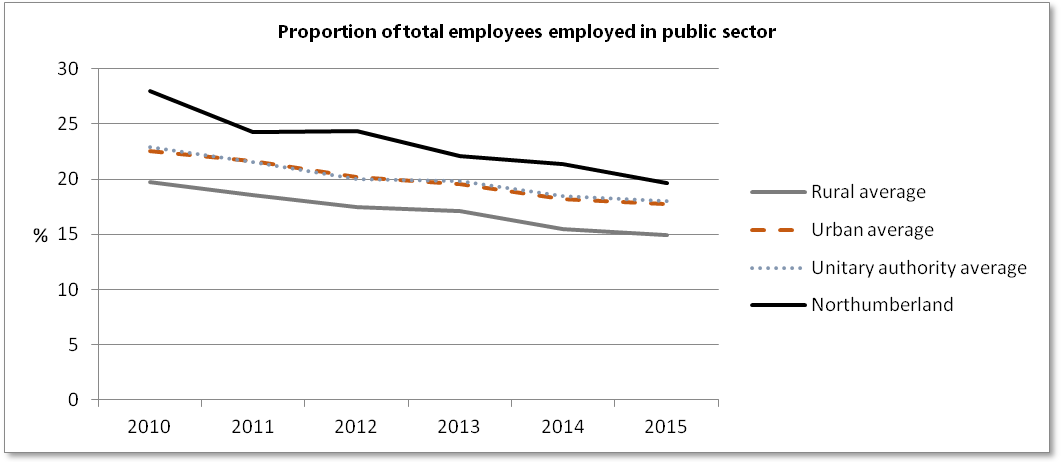 Proportion of total employees employed in public sector
30
25
20
%
15
10
5
0
2010 2011 2012 2013 2014 2015
Rural average
Urban average
Unitary authority average
Northumberland